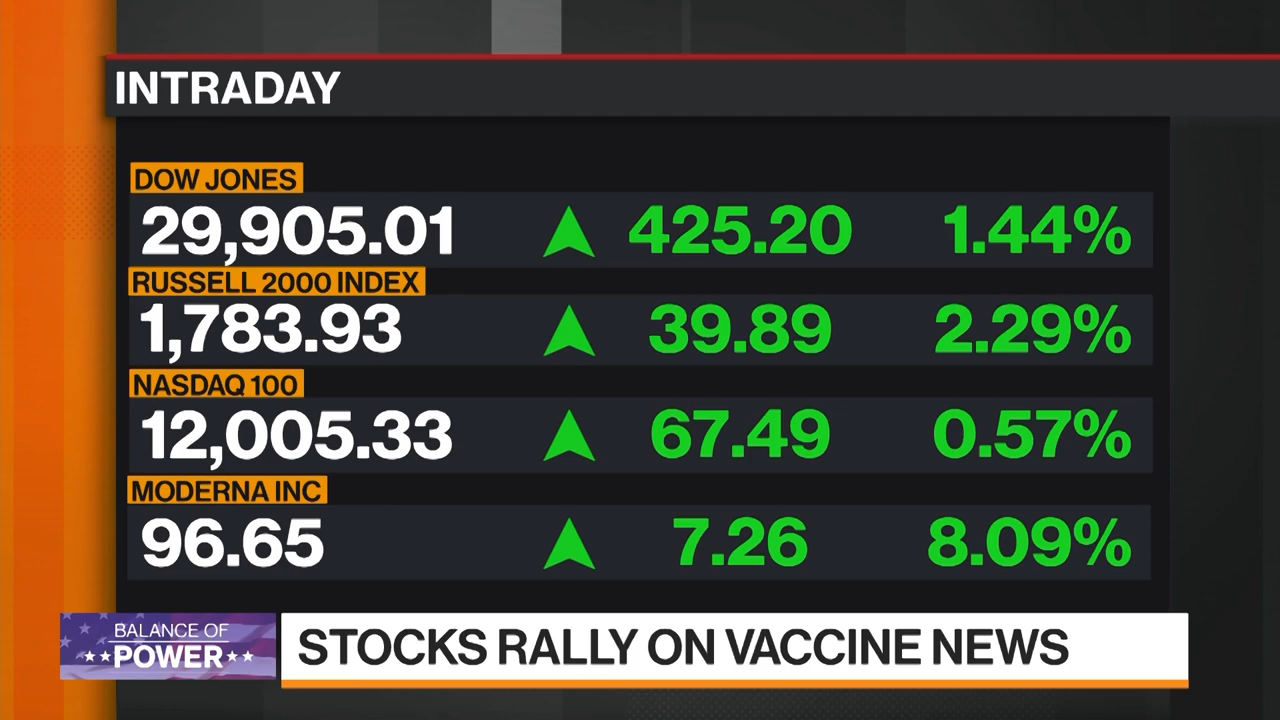 INTRADAY
DOW JONES
29,905.01 ▲ 425.20 1.44%
RUSSELL 2000 INDEX
1,783.93 ▲ 39.89 2.29%
NASDAQ 100
12,005.33 ▲ 67.49 0.57%
MODERNA INC
96.65 ▲ 7.26 8.09%
BALANCE OF
POWER
STOCKS RALLY ON VACCINE NEWS